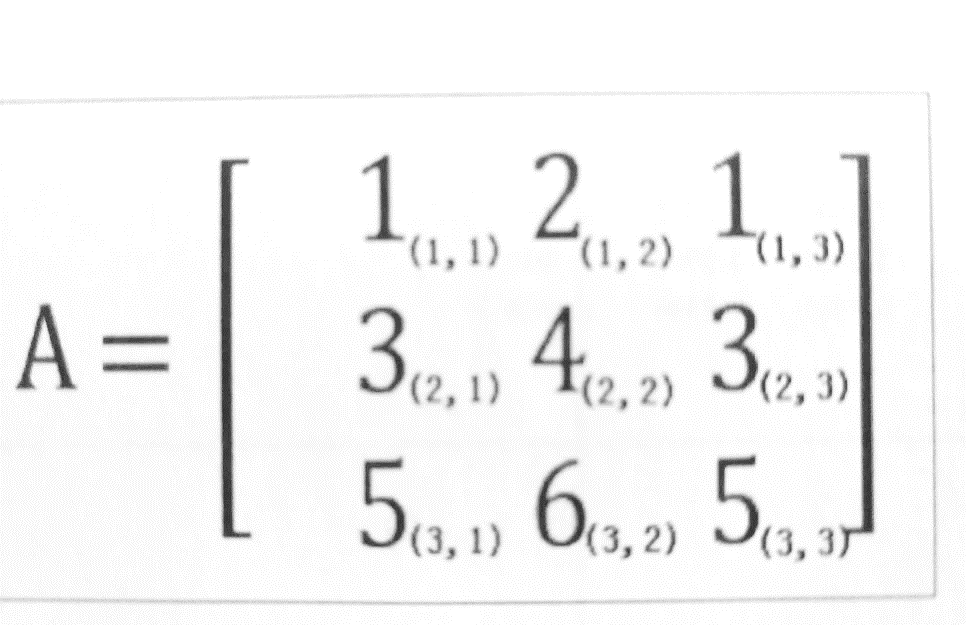 1(1, 1) 2(1, 2) 1(1, 3)
A = 3(2, 1) 4(2, 2) 3(2, 3)
5(3, 1) 6(3, 2) 5(3, 3)